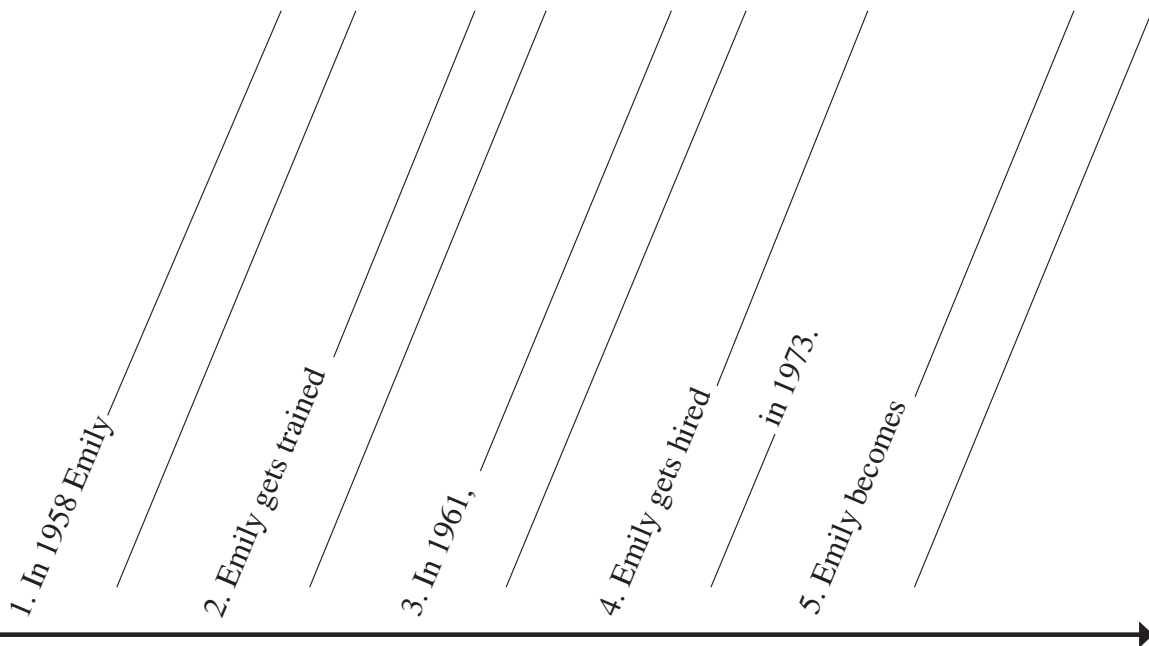 1. In 1958 Emily
2. Emily gets trained
3. In 1961,
4. Emily gets hired
in 1973.
5. Emily becomes